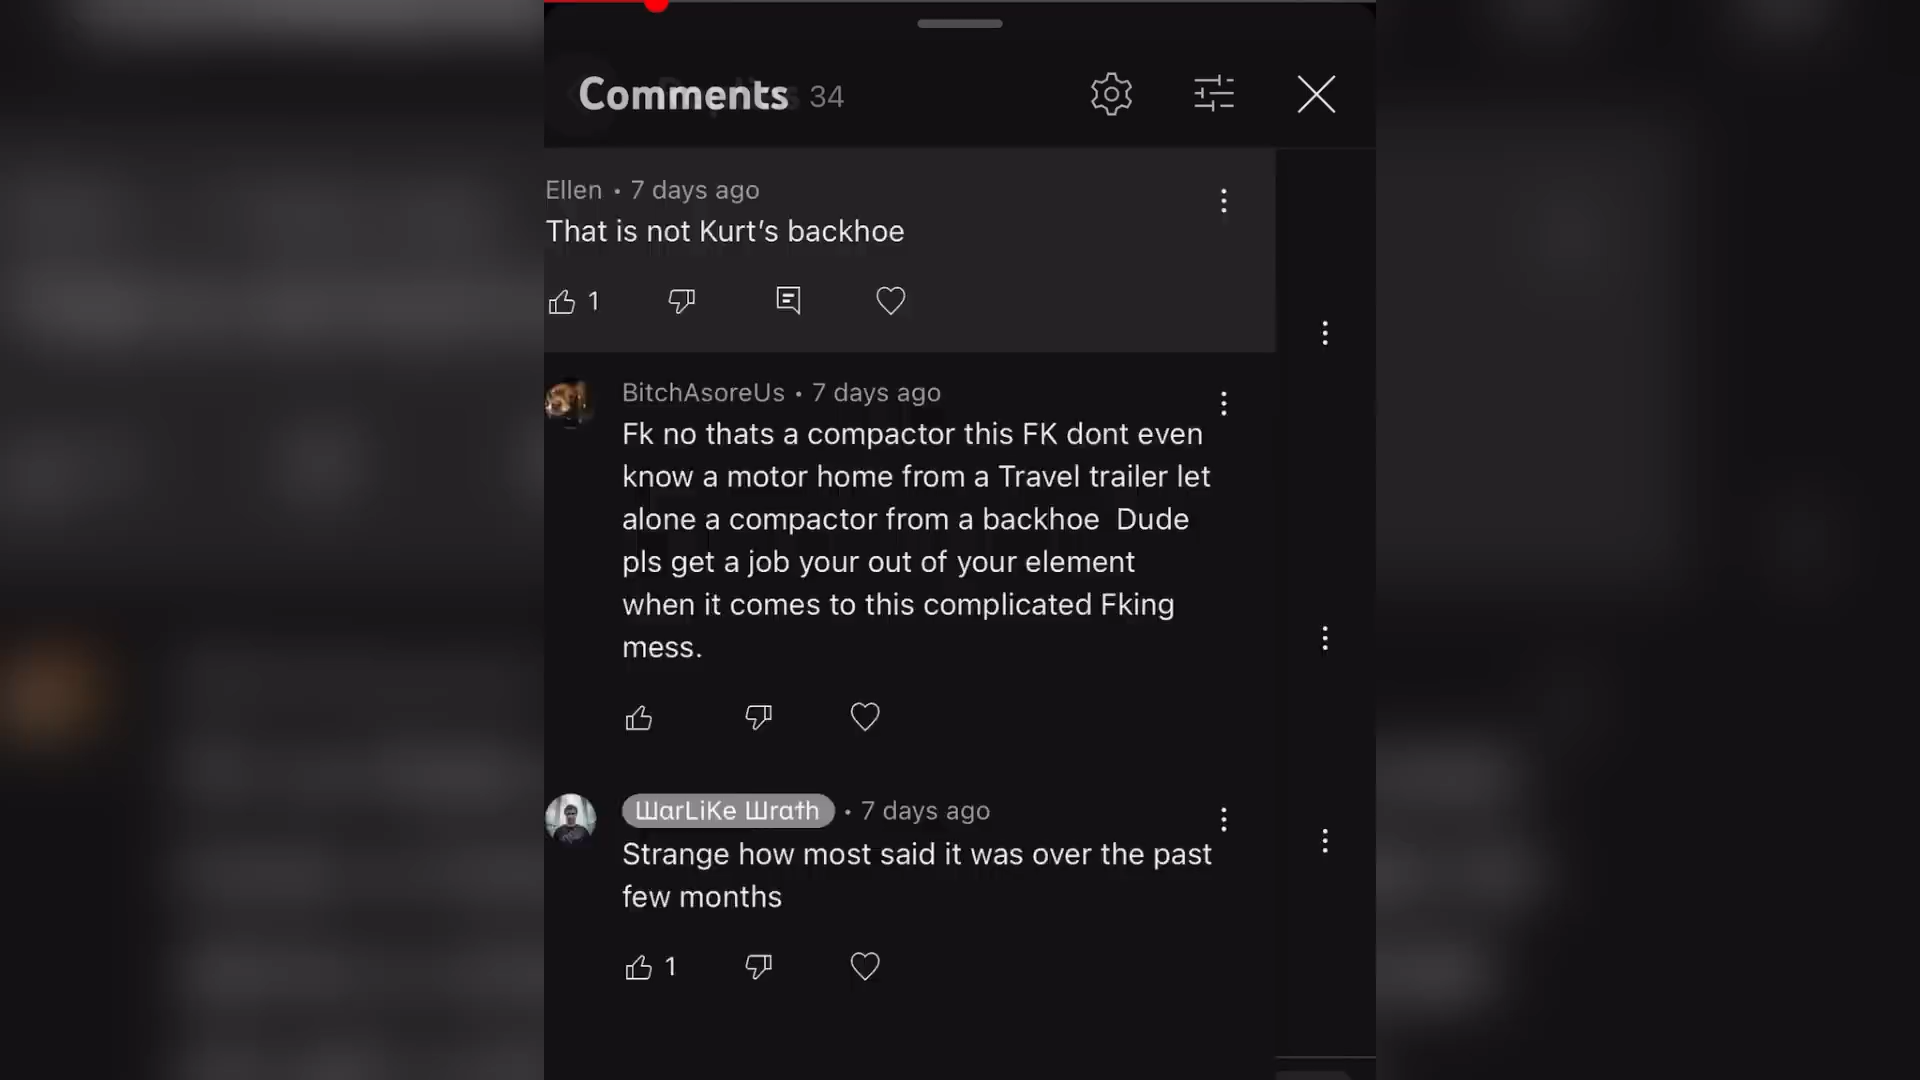 Comments 34
Ellen • 7 days ago
That is not Kurt’s backhoe
1
BitchAsoreUs • 7 days ago
Fk no thats a compactor this FK dont even
know a motor home from a Travel trailer let
alone a compactor from a backhoe  Dude
pls get a job your out of your element
when it comes to this complicated Fking
mess.
ШarLiKe Шrath • 7 days ago
Strange how most said it was over the past
few months
1